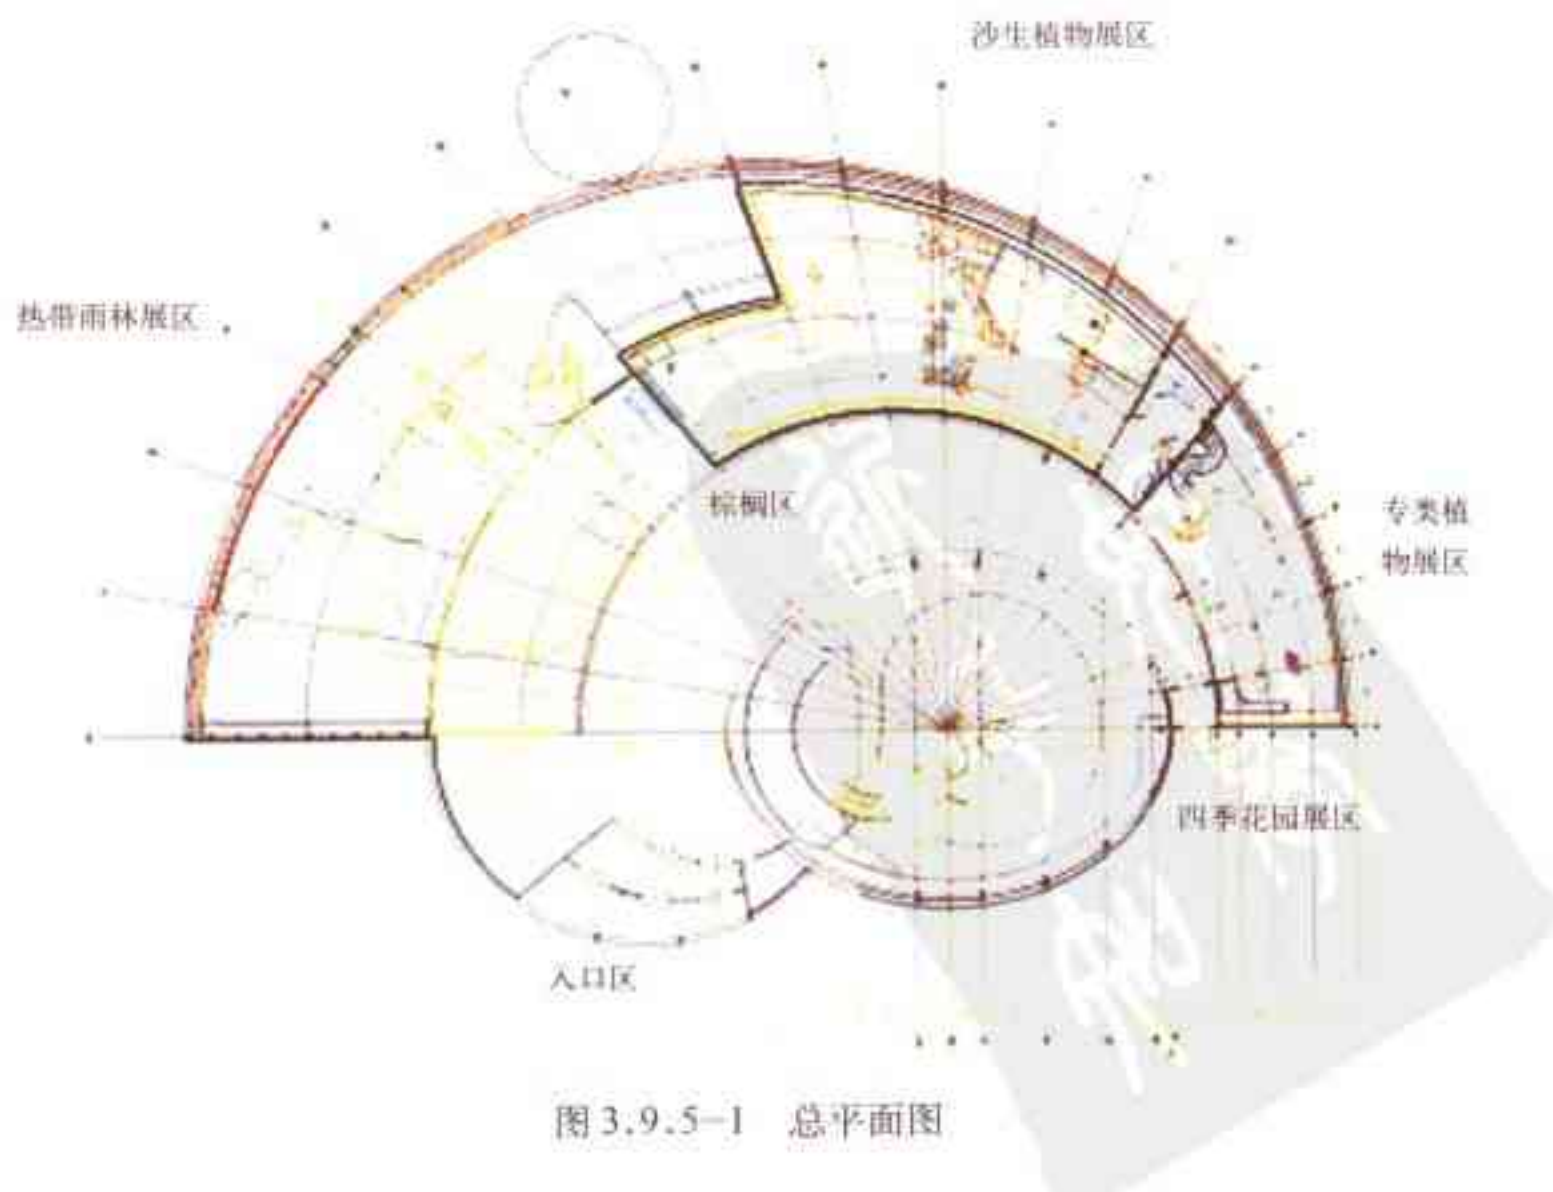 沙生植物展区
热带雨林展区
棕榈区
专类植
物展区
四季花园展区
入口区
图 3.9.5-1 总平面图